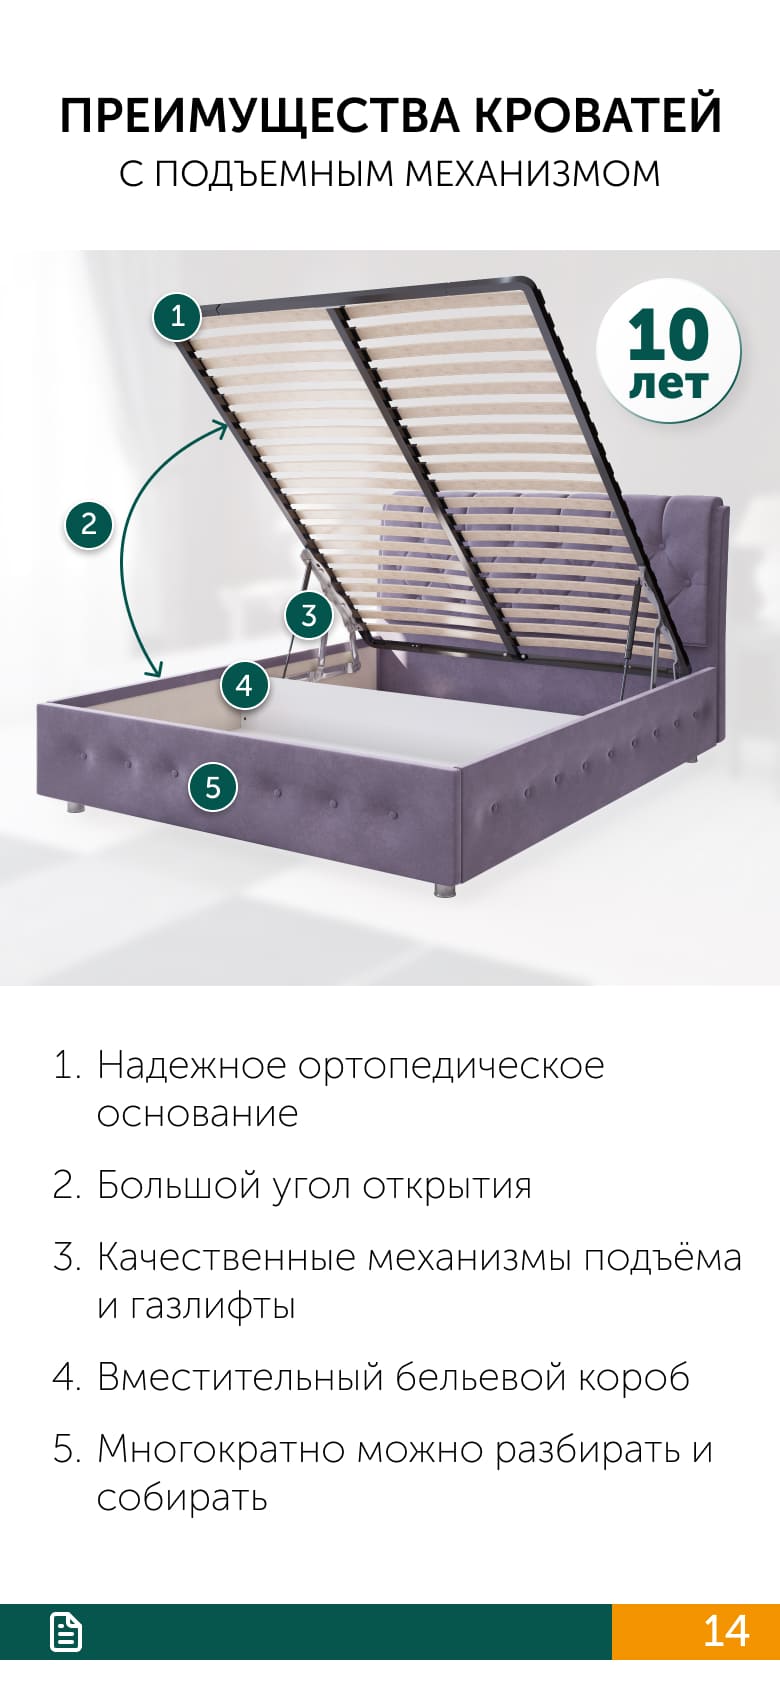 ПРЕИМУЩЕСТВА КРОВАТЕЙ
С ПОДЪЕМНЫМ МЕХАНИЗМОМ
1
10
лет
2
3
4
5
1. Надежное ортопедическое
основание
2. Большой угол открытия
3. Качественные механизмы подъёма
и газлифты
4. Вместительный бельевой короб
5. Многократно можно разбирать и
собирать
14